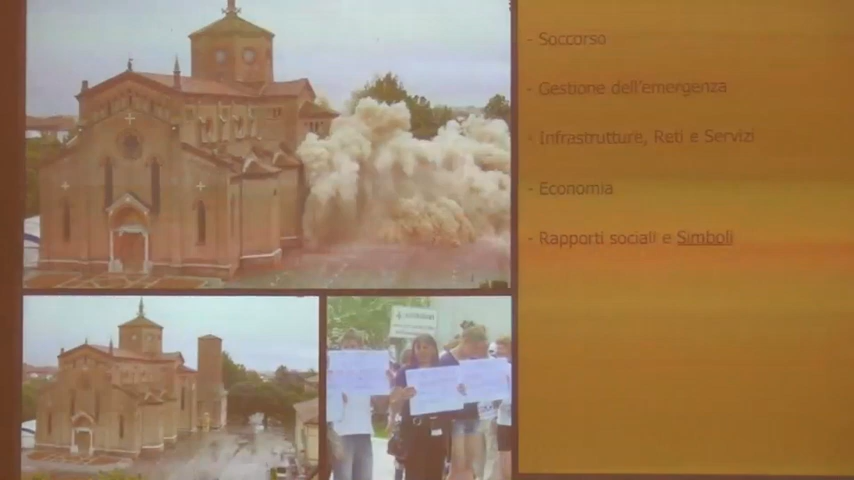 - Soccorso
- Gestione dell'emergenza
- Infrastrutture, Reti e Servizi
- Economia
- Rapporti sociali e Simboli